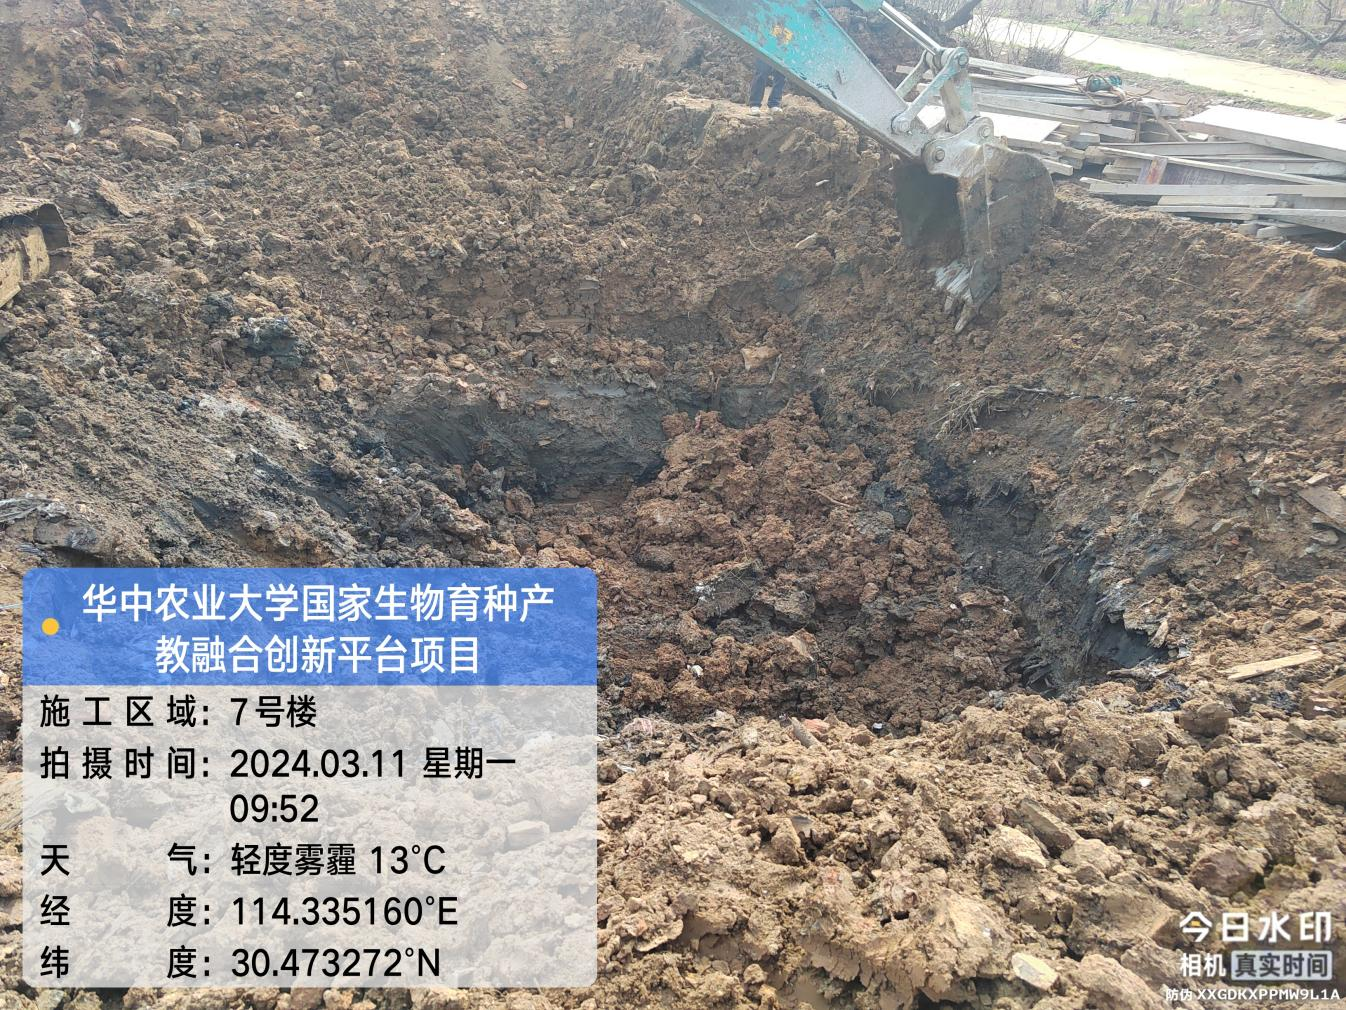 华中农业大学国家生物育种产
教融合创新平台项目
施工区域：7号楼
拍摄时间：2024.03.11 星期一
09:52
天气：轻度雾霾 13°C
经度：114.335160°E
纬度：30.473272°N
今日水印
相机 真实时间
防伪 XXGDKXPPMW9L1A